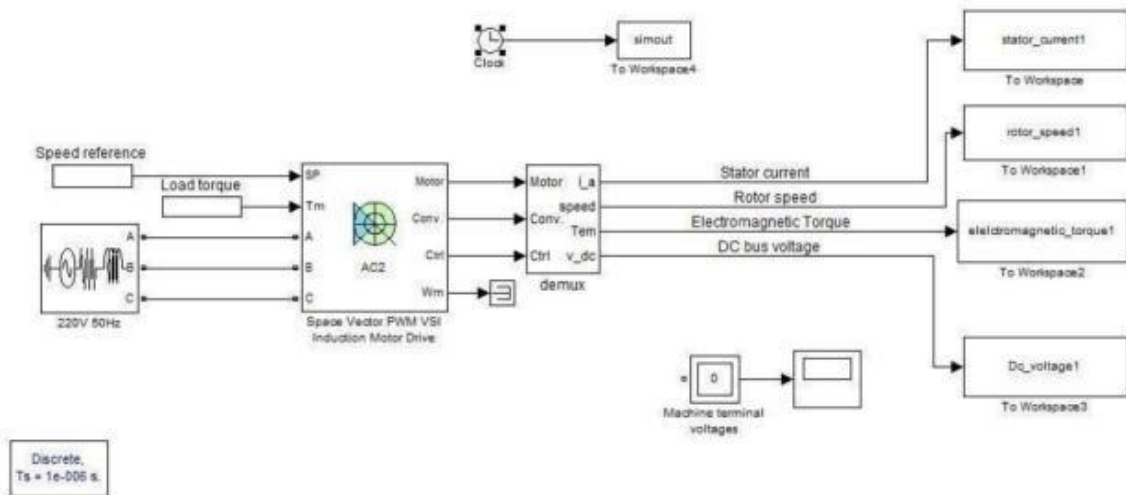 Clock
simout
To Workspace4
stator_current1
To Workspace
rotor_speed1
To Workspace1
Speed reference
Load torque
SP
Tm
A
B
C
A
B
C
220V 50Hz
AC2
Motor
Conv.
Ctrl
Wm
Space Vector PWM VSI
Induction Motor Drive
Motor
Conv.
Ctrl
I_a
speed
Tem
v_dc
demux
Stator current
Rotor speed
Electromagnetic Torque
DC bus voltage
elelctromagnetic_torque1
To Workspace2
Dc_voltage1
To Workspace3
0
Machine terminal
voltages
Discrete,
Ts = 1e-006 s.